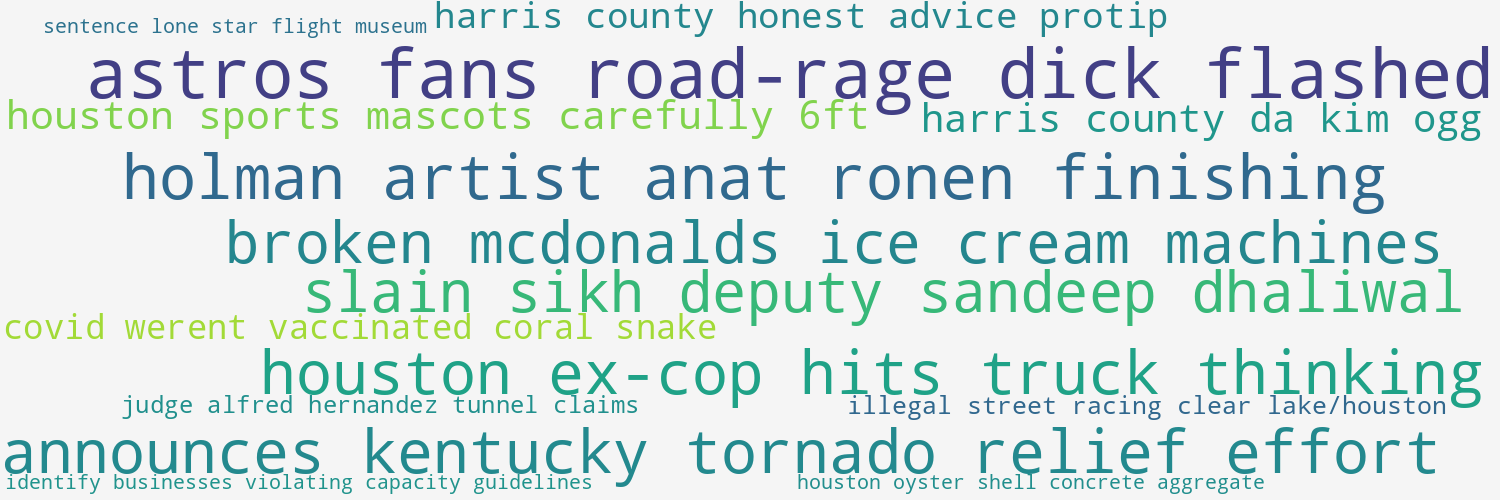 harris county honest advice protip
sentence lone star flight museum
astros fans road-rage dick flashed
houston sports mascots carefully 6ft
harris county da kim ogg
holman artist anat ronen finishing
broken mcdonalds ice cream machines
slain sikh deputy sandeep dhaliwal
covid werent vaccinated coral snake
houston ex-cop hits truck thinking
judge alfred hernandez tunnel claims
illegal street racing clear lake/houston
announces kentucky tornado relief effort
identify businesses violating capacity guidelines
houston oyster shell concrete aggregate